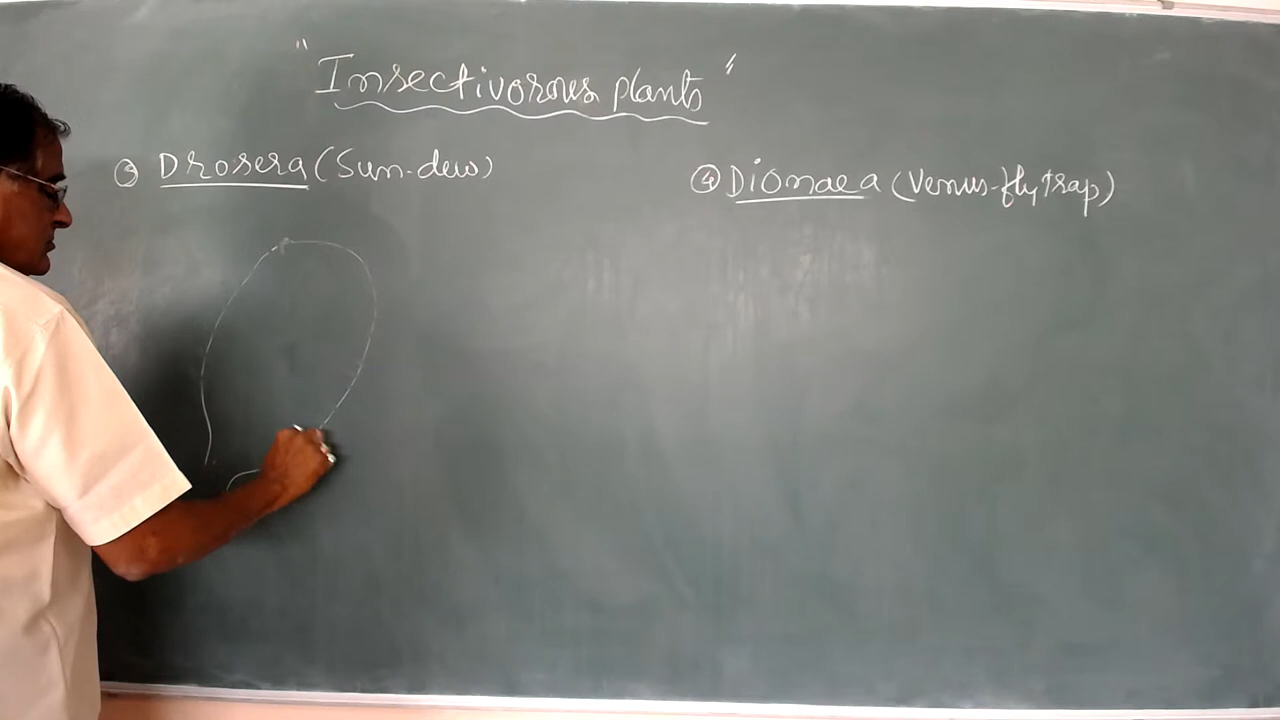 "Insectivorous plants"
③ Drosera (Sun-dew)
④ Dionaea (Venus-fly trap)